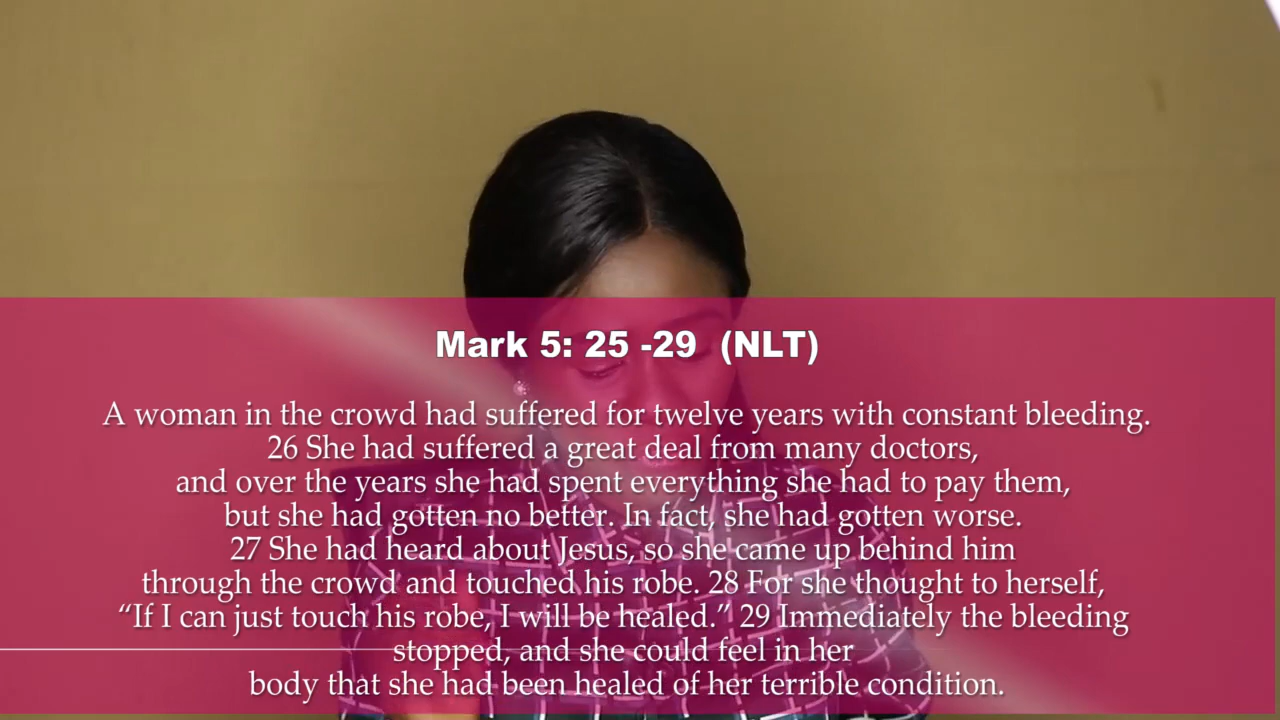 Mark 5: 25 -29 (NLT)
A woman in the crowd had suffered for twelve years with constant bleeding.
26 She had suffered a great deal from many doctors,
and over the years she had spent everything she had to pay them,
but she had gotten no better. In fact, she had gotten worse.
27 She had heard about Jesus, so she came up behind him
through the crowd and touched his robe. 28 For she thought to herself,
“If I can just touch his robe, I will be healed.” 29 Immediately the bleeding
stopped, and she could feel in her
body that she had been healed of her terrible condition.